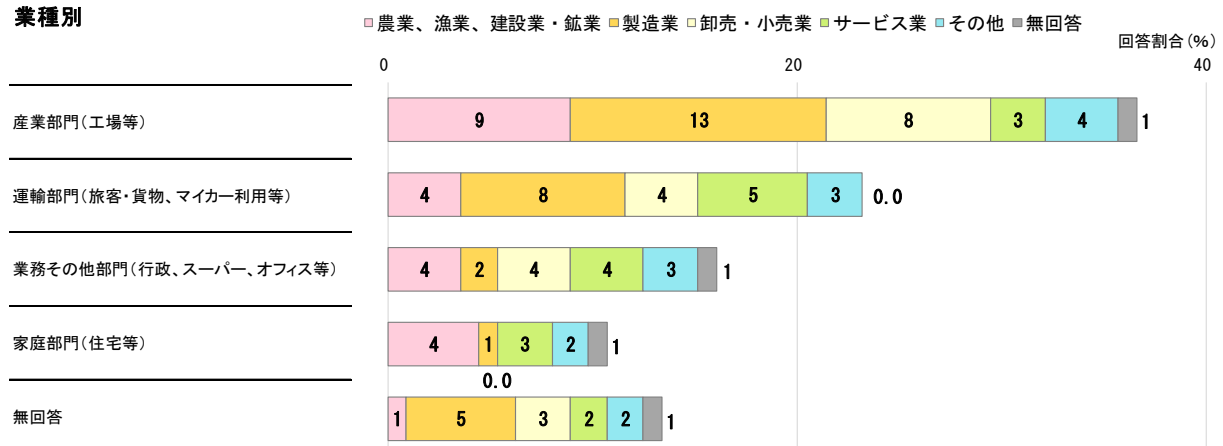 業種別
農業、漁業、建設業・鉱業 製造業 卸売・小売業 サービス業 その他 無回答
回答割合(%)
0 20 40
産業部門(工場等) 9 13 8 3 4 1
運輸部門(旅客・貨物、マイカー利用等) 4 8 4 5 3 0.0
業務その他部門(行政、スーパー、オフィス等) 4 2 4 4 3 1
家庭部門(住宅等) 4 1 3 2 1
0.0
無回答 1 5 3 2 2 1